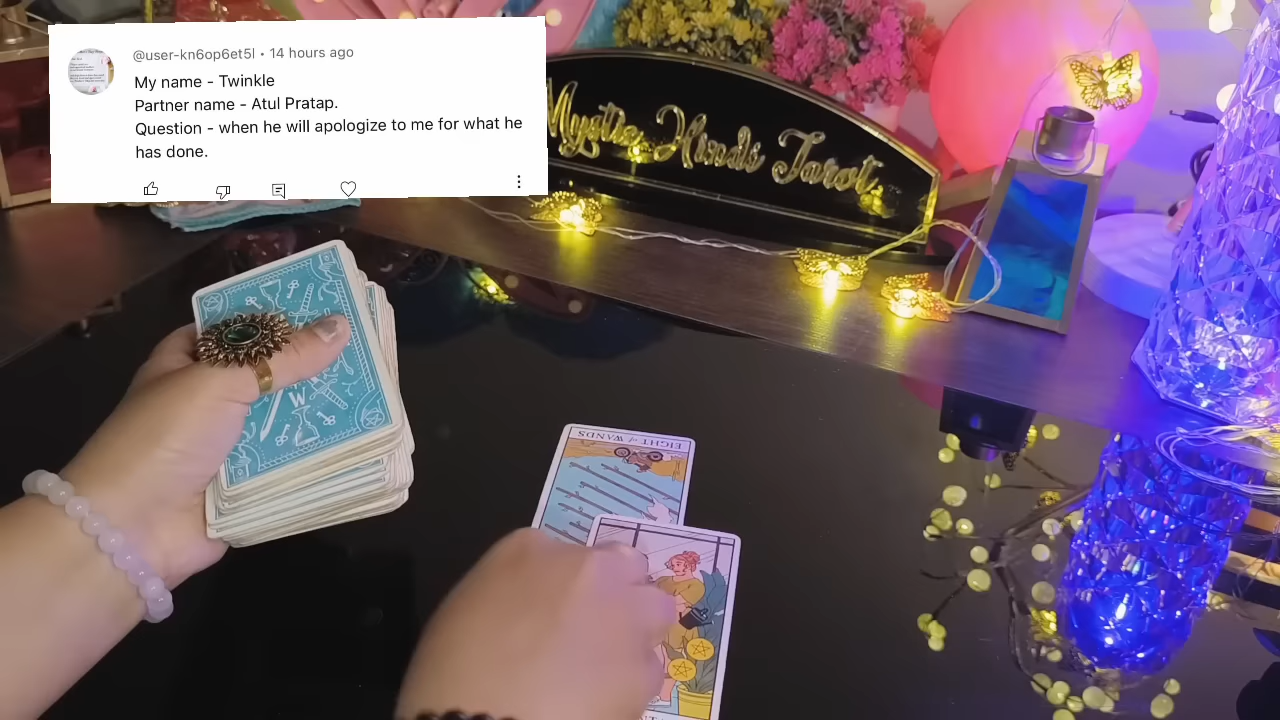 @user-kn6op6et5l • 14 hours ago
My name - Twinkle
Partner name - Atul Pratap.
Question - when he will apologize to me for what he
has done.
Mystic Hindi Tarot
W
EIGHT of WANDS